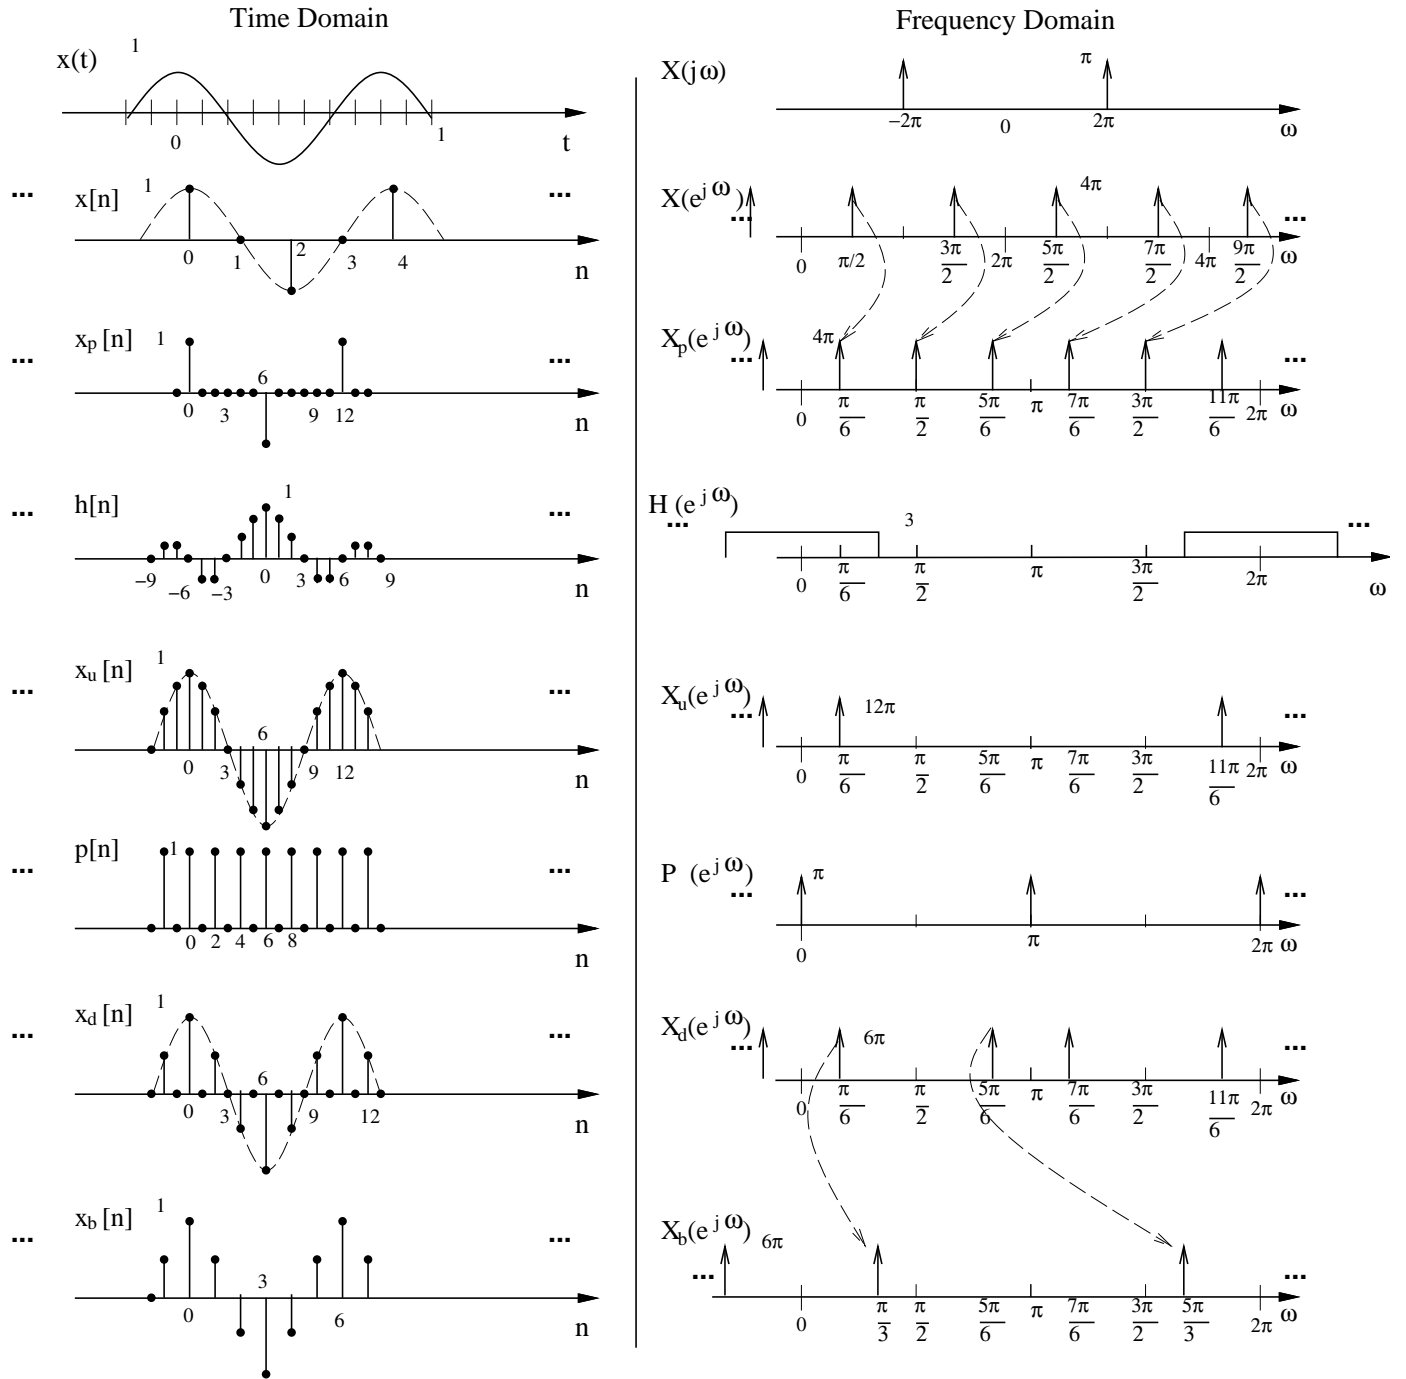 Time Domain
Frequency Domain
x(t)
1
0
1
t
X(jω)
π
−2π
0
2π
ω
...
x[n]
1
...
0
1
2
3
4
n
X(e^jω)
...
4π
...
0
π/2
3π/2
2π
5π/2
7π/2
4π
9π/2
ω
...
x_p[n]
1
...
0
3
6
9
12
n
X_p(e^jω)
...
4π
...
0
π/6
π/2
5π/6
π
7π/6
3π/2
11π/6
2π
ω
...
h[n]
1
...
−9
−6
−3
0
3
6
9
n
H(e^jω)
...
3
...
0
π/6
π/2
π
3π/2
2π
ω
...
x_u[n]
1
...
0
3
6
9
12
n
X_u(e^jω)
...
12π
...
0
π/6
π/2
5π/6
π
7π/6
3π/2
11π/6
2π
ω
...
p[n]
1
...
0
2
4
6
8
n
P (e^jω)
...
π
...
0
π
2π
ω
...
x_d[n]
1
...
0
3
6
9
12
n
X_d(e^jω)
...
6π
...
0
π/6
π/2
5π/6
π
7π/6
3π/2
11π/6
2π
ω
...
x_b[n]
1
...
0
3
6
n
X_b(e^jω)
...
6π
...
0
π/3
π/2
5π/6
π
7π/6
3π/2
5π/3
2π
ω